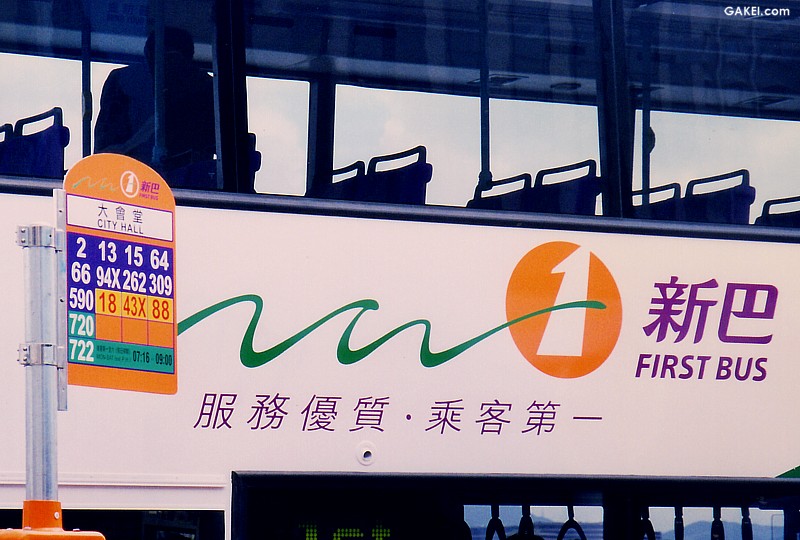 GAKEI.com
1
新巴
FIRST BUS
大會堂
CITY HALL
2 13 15 64
66 94X 262 309
590 18 43X 88
720
722 07:16 - 09:00
1 新巴
FIRST BUS
服務優質·乘客第一